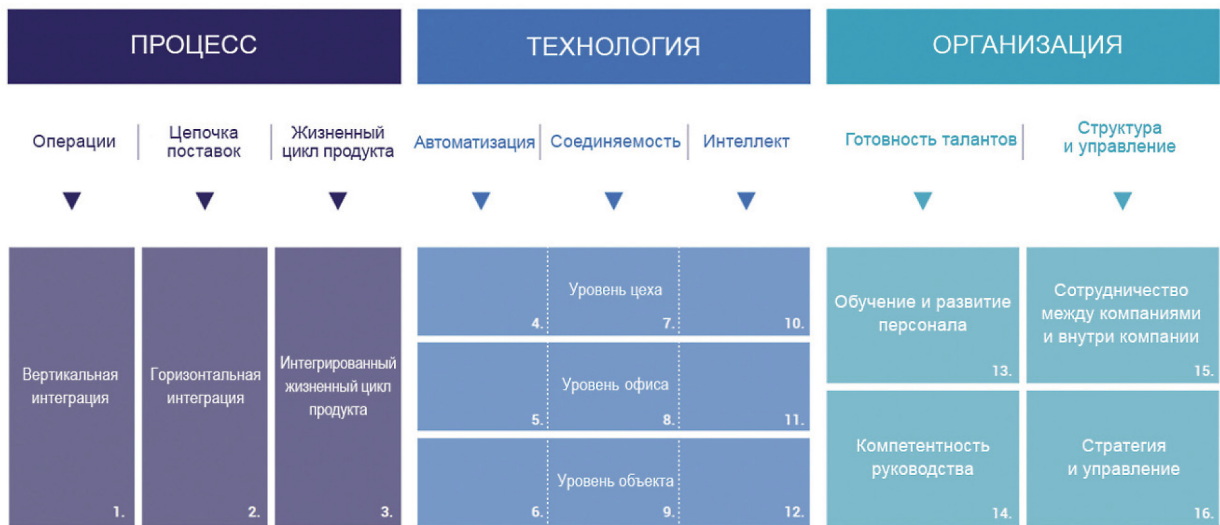 ПРОЦЕСС
ТЕХНОЛОГИЯ
ОРГАНИЗАЦИЯ
Операции
Цепочка
поставок
Жизненный
цикл продукта
Автоматизация
Соединяемость
Интеллект
Готовность талантов
Структура
и управление
Вертикальная
интеграция
1.
Горизонтальная
интеграция
2.
Интегрированный
жизненный цикл
продукта
3.
Уровень цеха
4.
7.
10.
Уровень офиса
5.
8.
11.
Уровень объекта
6.
9.
12.
Обучение и развитие
персонала
13.
Сотрудничество
между компаниями
и внутри компании
15.
Компетентность
руководства
14.
Стратегия
и управление
16.